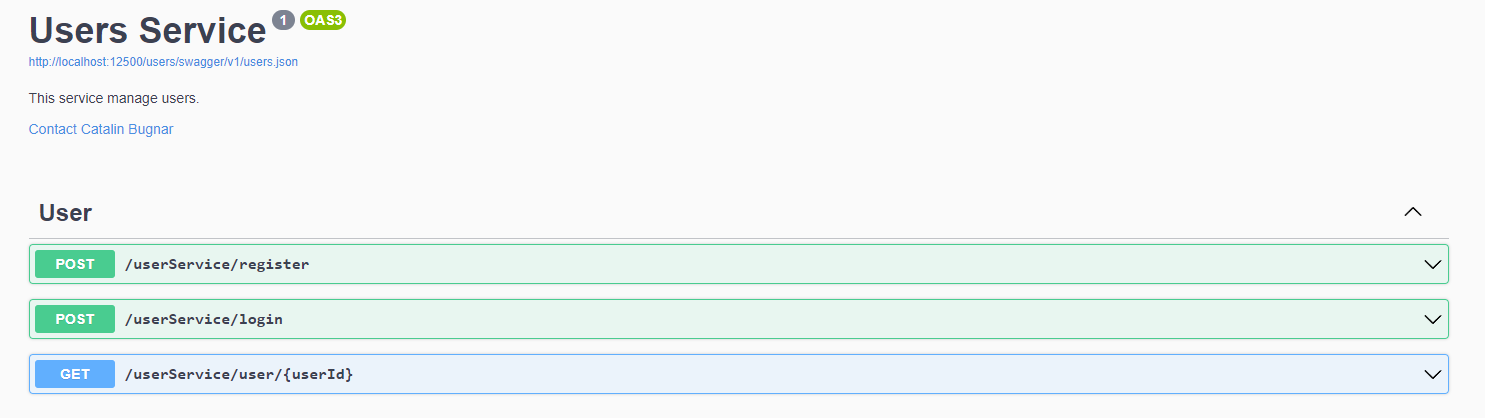 Users Service 1 OAS3
http://localhost:12500/users/swagger/v1/users.json
This service manage users.
Contact Catalin Bugnar
User
POST /userService/register
POST /userService/login
GET /userService/user/{userId}